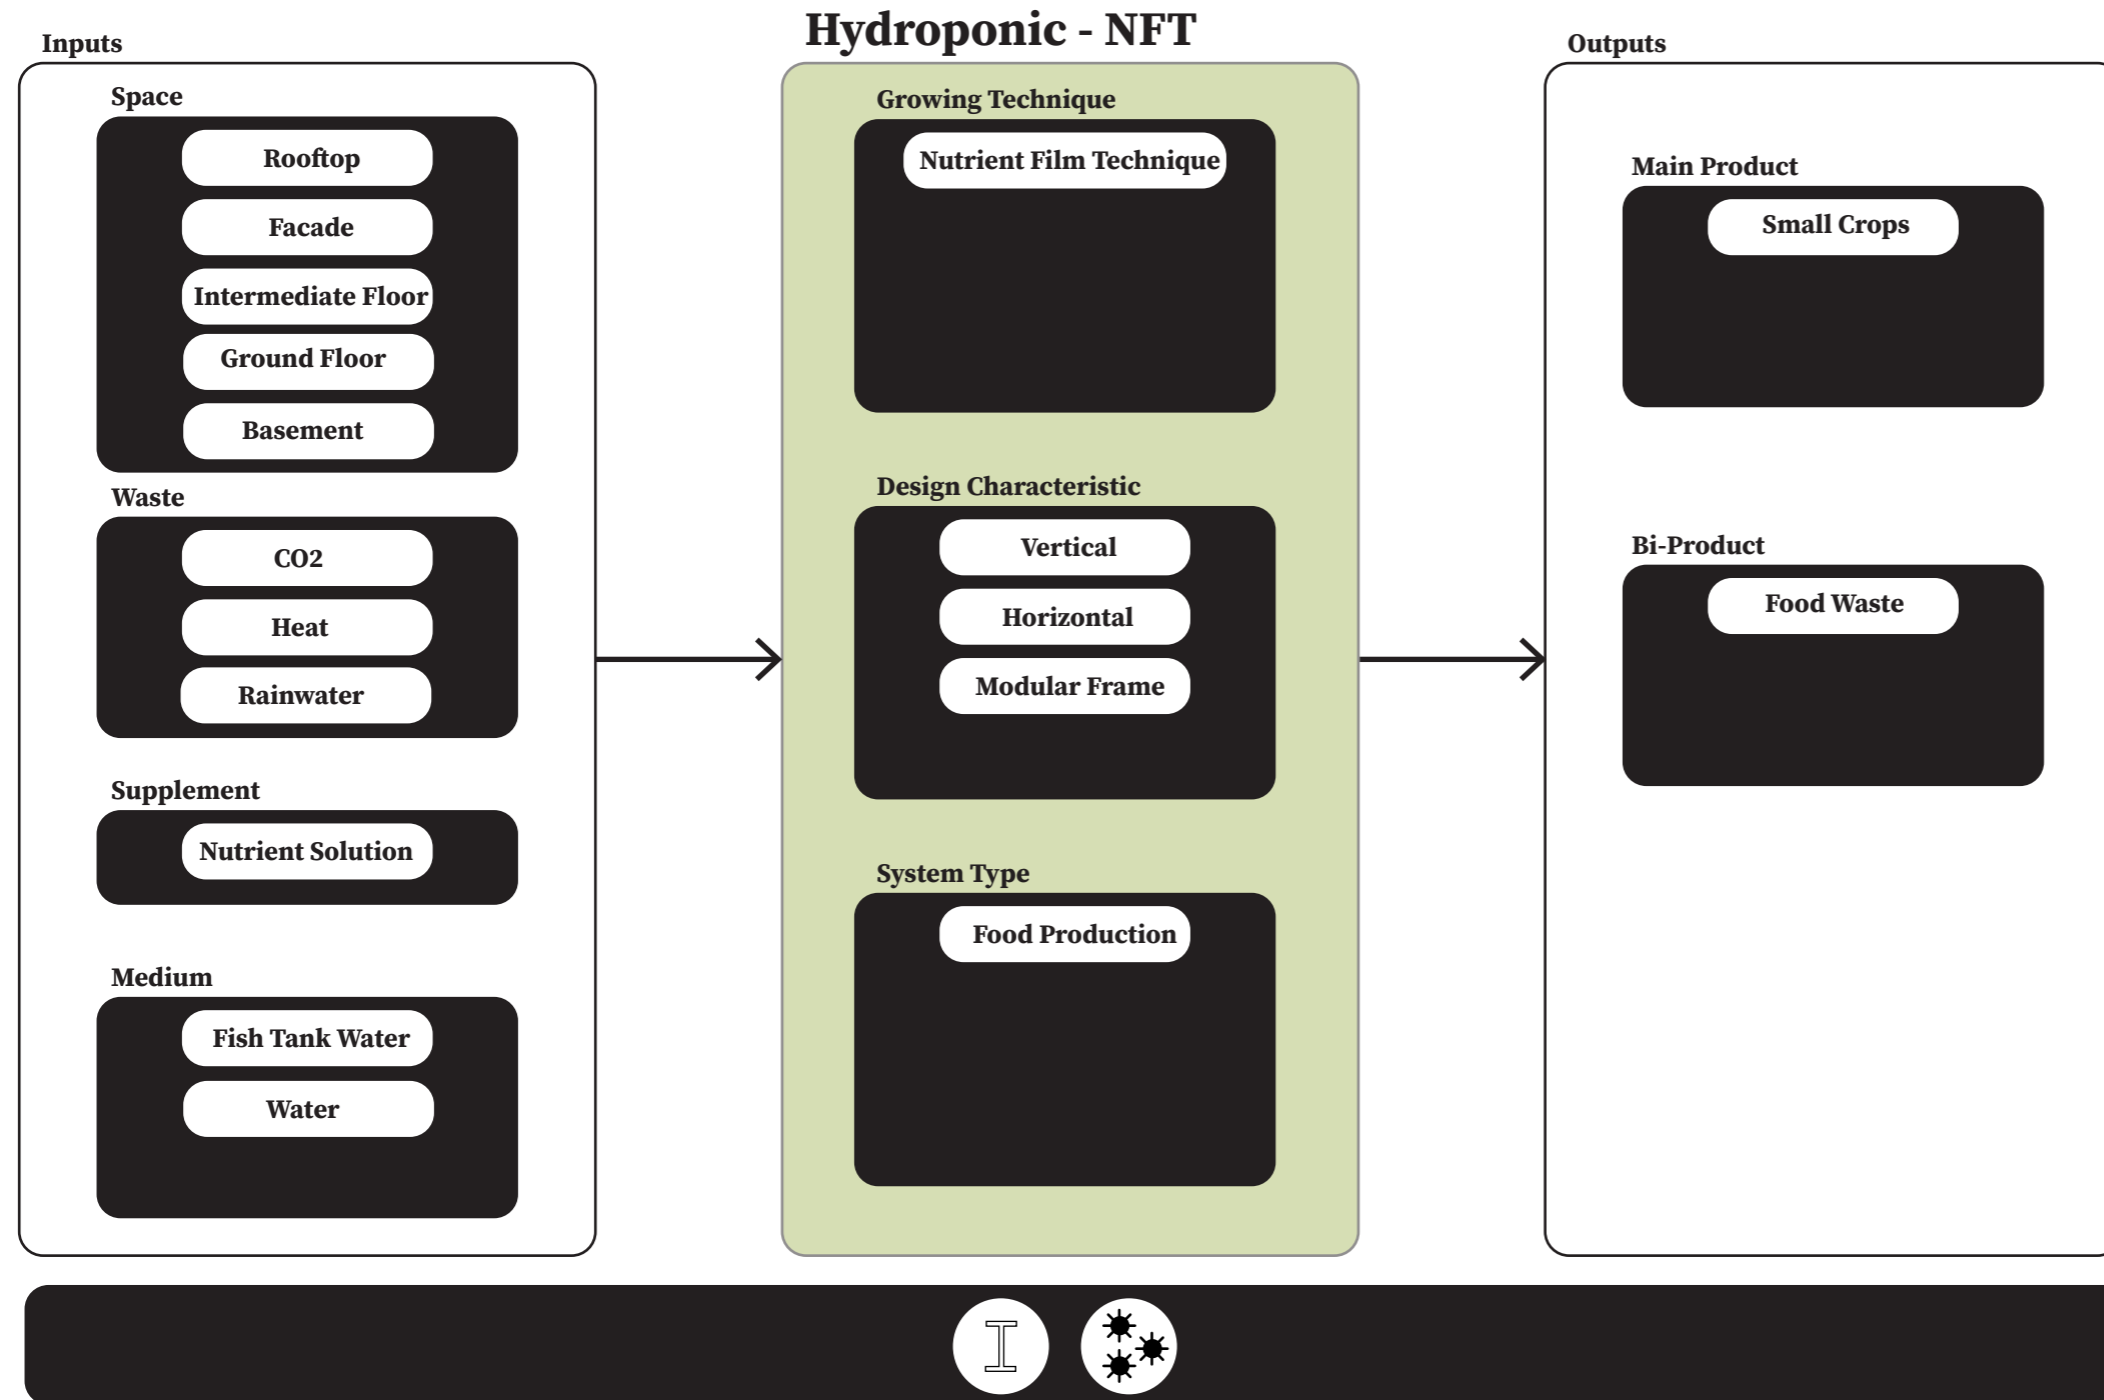 Hydroponic - NFT
Inputs
Space
Rooftop
Facade
Intermediate Floor
Ground Floor
Basement
Waste
CO2
Heat
Rainwater
Supplement
Nutrient Solution
Medium
Fish Tank Water
Water
Growing Technique
Nutrient Film Technique
Design Characteristic
Vertical
Horizontal
Modular Frame
System Type
Food Production
Outputs
Main Product
Small Crops
Bi-Product
Food Waste